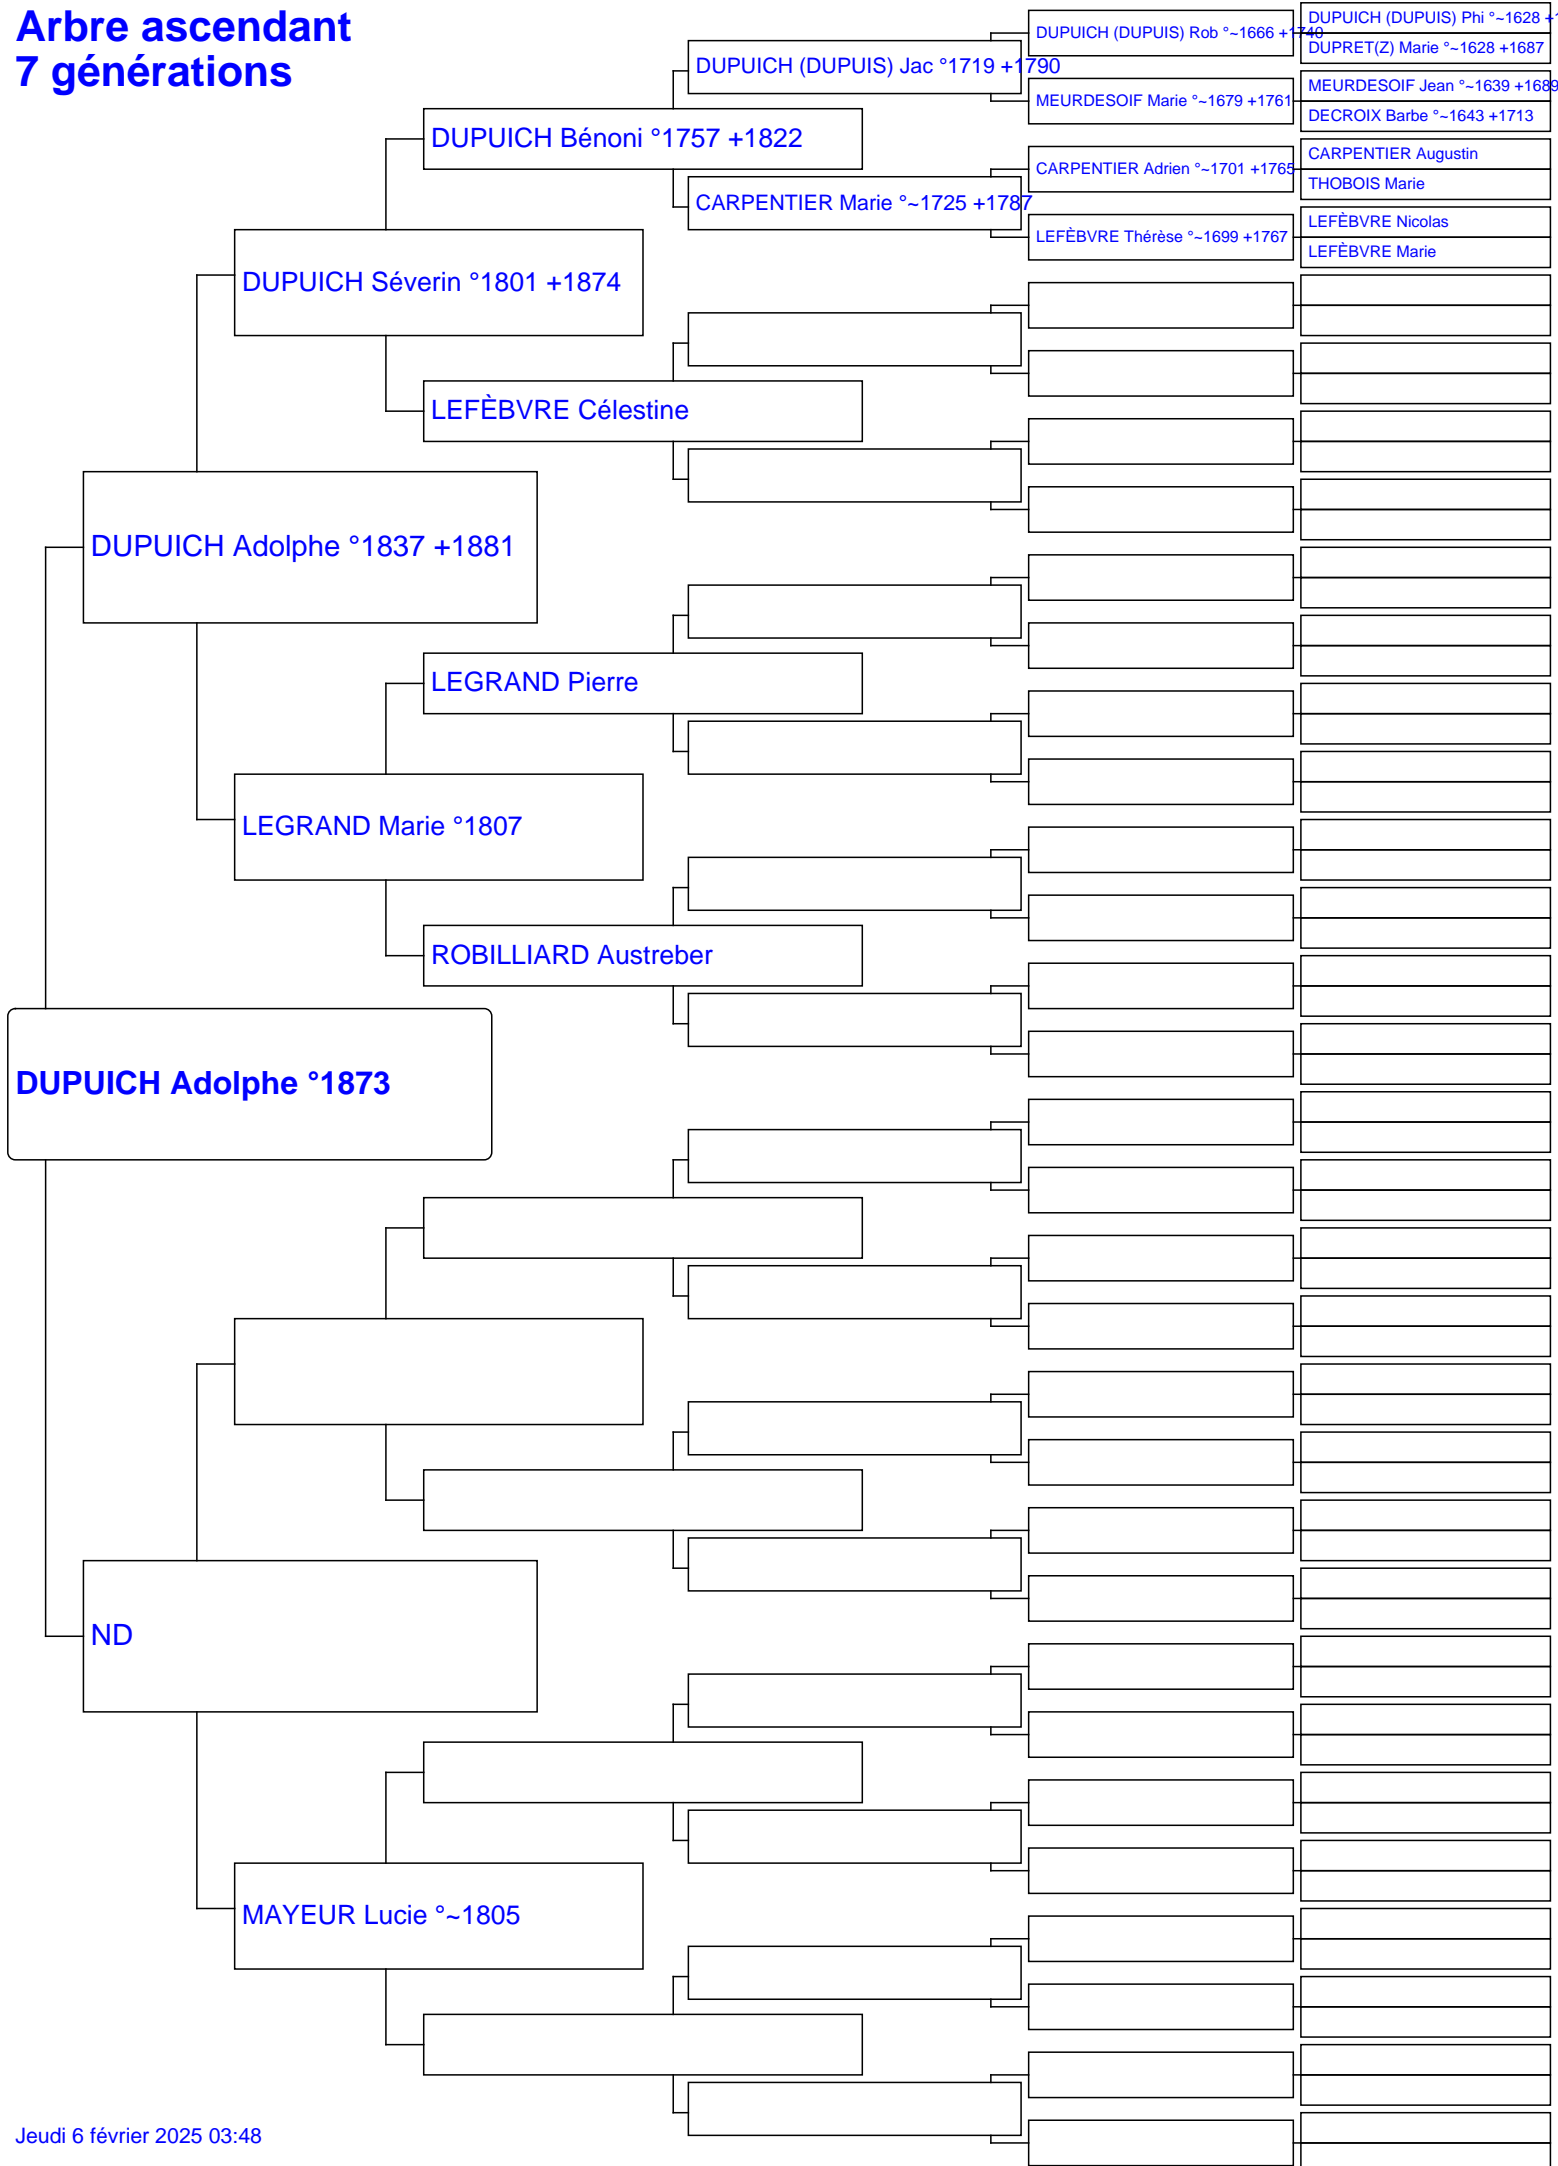 Arbre ascendant
7 générations
DUPUICH (DUPUIS) Phi °~1628
DUPRET(Z) Marie °~1628 +1687
DUPUICH (DUPUIS) Rob °~1666 +1740
DUPUICH (DUPUIS) Jac °1719 +1790
MEURDESOIF Jean °~1639 +1689
MEURDESOIF Marie °~1679 +1761
DECROIX Barbe °~1643 +1713
DUPUICH Bénoni °1757 +1822
CARPENTIER Augustin
CARPENTIER Adrien °~1701 +1765
THOBOIS Marie
CARPENTIER Marie °~1725 +1787
LEFÈBVRE Nicolas
LEFÈBVRE Thérèse °~1699 +1767
LEFÈBVRE Marie
DUPUICH Séverin °1801 +1874
LEFÈBVRE Célestine
DUPUICH Adolphe °1837 +1881
LEGRAND Pierre
LEGRAND Marie °1807
ROBILLIARD Austreber
DUPUICH Adolphe °1873
ND
MAYEUR Lucie °~1805
Jeudi 6 février 2025 03:48